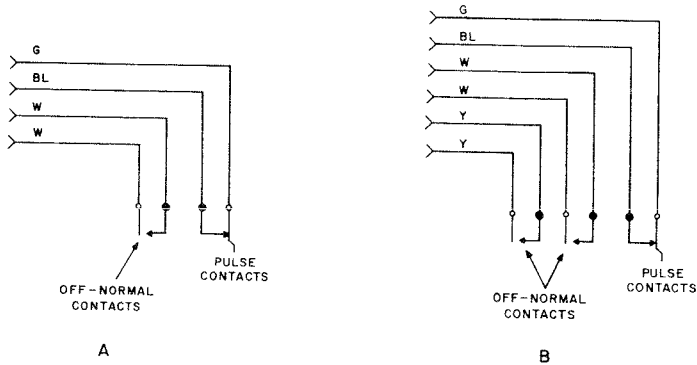 G
BL
W
W
OFF-NORMAL
CONTACTS
PULSE
CONTACTS
A
G
BL
W
W
Y
Y
OFF-NORMAL
CONTACTS
PULSE
CONTACTS
B